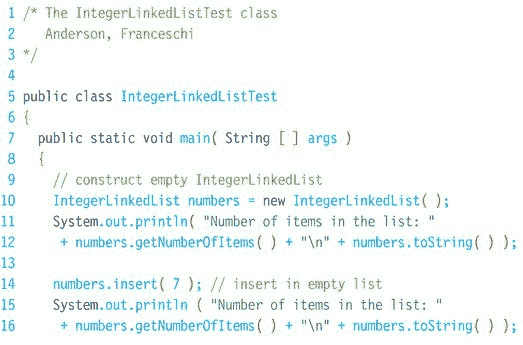 1 /* The IntegerLinkedListTest class
2 Anderson, Franceschi
3 */
4
5 public class IntegerLinkedListTest
6 {
7 public static void main( String [ ] args )
8 {
9 // construct empty IntegerLinkedList
10 IntegerLinkedList numbers = new IntegerLinkedList( );
11 System.out.println( "Number of items in the list: "
12 + numbers.getNumberOfItems( ) + "\n" + numbers.toString( ) );
13
14 numbers.insert( 7 ); // insert in empty list
15 System.out.println ( "Number of items in the list: "
16 + numbers.getNumberOfItems( ) + "\n" + numbers.toString( ) );